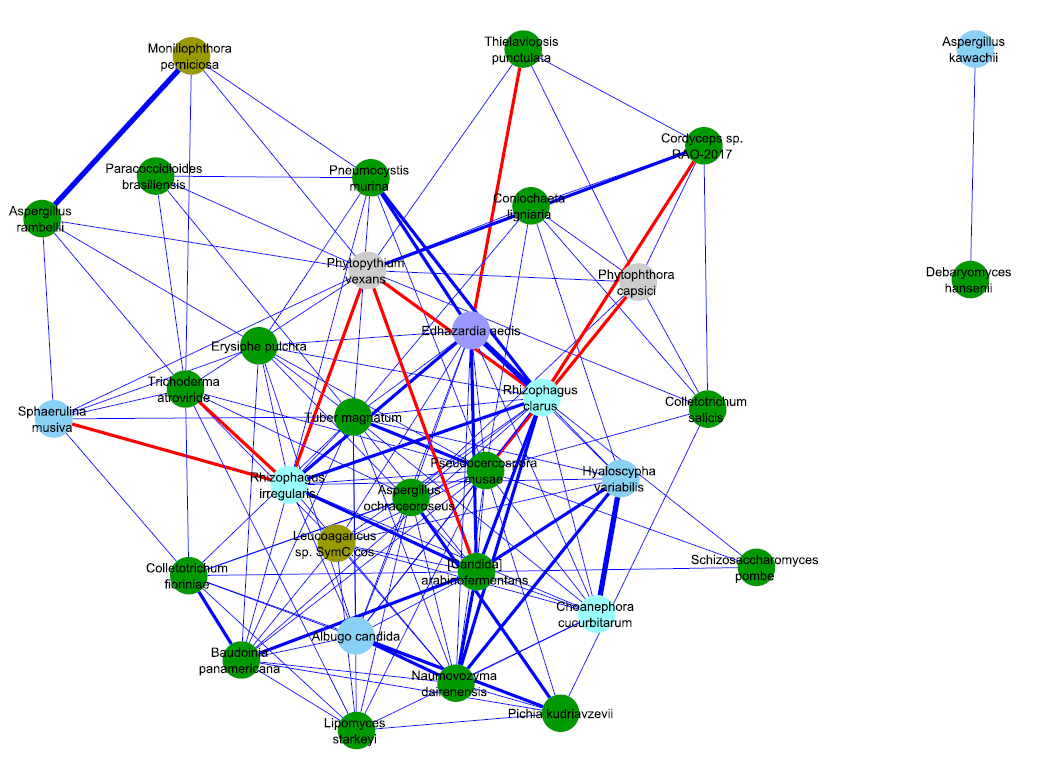 Moniliophthora
perniciosa
Thielaviopsis
punctulata
Aspergillus
kawachii
Cordyceps sp.
RAO-2017
Paracoccidioides
brasiliensis
Pneumocystis
murina
Coniochaeta
ligniaria
Aspergillus
rambellii
Phytopythium
vexans
Phytophthora
capsici
Debaryomyces
hansenii
Edhazardia aedis
Erysiphe pulchra
Trichoderma
atroviride
Rhizophagus
clarus
Sphaerulina
musiva
Tuber magnatum
Colletotrichum
salicis
Pseudocercospora
musae
Hyaloscypha
variabilis
Rhizophagus
irregularis
Aspergillus
ochraceoroseus
Leucoagaricus
sp. SymC.cos
Colletotrichum
fioriniae
[Candida]
arabinofermentans
Schizosaccharomyces
pombe
Choanephora
cucurbitarum
Albugo candida
Baudoinia
panamericana
Naumovozyma
dairenensis
Lipomyces
starkeyi
Pichia kudriavzevii